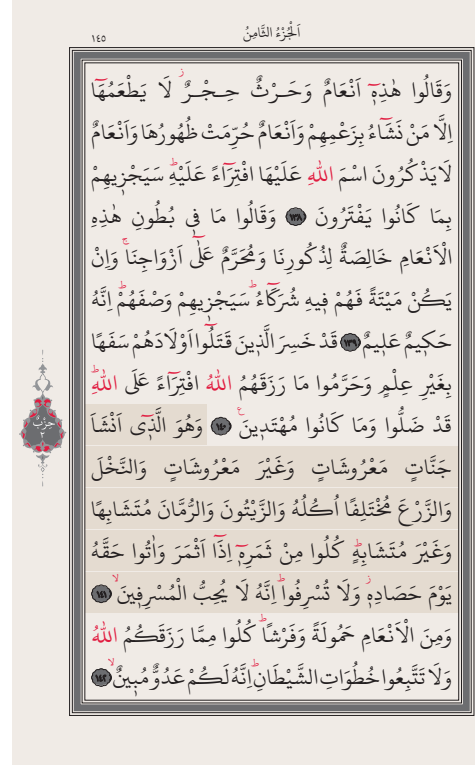 اَلْجُزْءُ الثَّامِنُ
١٤٥
وَقَالُوا هٰذِه۪ٓ اَنْعَامٌ وَحَرْثٌ حِجْرٌۘ لَا يَطْعَمُهَٓا
اِلَّا مَنْ نَشَٓاءُ بِزَعْمِهِمْ وَاَنْعَامٌ حُرِّمَتْ ظُهُورُهَا وَاَنْعَامٌ
لَا يَذْكُرُونَ اسْمَ اللّٰهِ عَلَيْهَا افْتِرَٓاءً عَلَيْهِۜ سَيَجْز۪يهِمْ
بِمَا كَانُوا يَفْتَرُونَ ﴿١٣٨﴾ وَقَالُوا مَا ف۪ي بُطُونِ هٰذِهِ
الْاَنْعَامِ خَالِصَةٌ لِذُكُورِنَا وَمُحَرَّمٌ عَلٰٓى اَزْوَاجِنَاۚ وَاِنْ
يَكُنْ مَيْتَةً فَهُمْ ف۪يهِ شُرَكَٓاءُۜ سَيَجْز۪يهِمْ وَصْفَهُمْۜ اِنَّهُ
حَك۪يمٌ عَل۪يمٌ ﴿١٣٩﴾ قَدْ خَسِرَ الَّذ۪ينَ قَتَلُٓوا اَوْلَادَهُمْ سَفَهًا
بِغَيْرِ عِلْمٍ وَحَرَّمُوا مَا رَزَقَهُمُ اللّٰهُ افْتِرَٓاءً عَلَى اللّٰهِۜ
قَدْ ضَلُّوا وَمَا كَانُوا مُهْتَد۪ينَ۟ ﴿١٤٠﴾ وَهُوَ الَّذ۪ٓي اَنْشَاَ
حِزْبْ
جَنَّاتٍ مَعْرُوشَاتٍ وَغَيْرَ مَعْرُوشَاتٍ وَالنَّخْلَ
وَالزَّرْعَ مُخْتَلِفًا اُكُلُهُ وَالزَّيْتُونَ وَالرُّمَّانَ مُتَشَابِهًا
وَغَيْرَ مُتَشَابِهٍۜ كُلُوا مِنْ ثَمَرِه۪ٓ اِذَٓا اَثْمَرَ وَاٰتُوا حَقَّهُ
يَوْمَ حَصَادِه۪ۘ وَلَا تُسْرِفُواۜ اِنَّهُ لَا يُحِبُّ الْمُسْرِف۪ينَۙ ﴿١٤١﴾
وَمِنَ الْاَنْعَامِ حَمُولَةً وَفَرْشًاۜ كُلُوا مِمَّا رَزَقَكُمُ اللّٰهُ
وَلَا تَتَّبِعُوا خُطُوَاتِ الشَّيْطَانِۜ اِنَّهُ لَكُمْ عَدُوٌّ مُب۪ينٌۙ ﴿١٤٢﴾